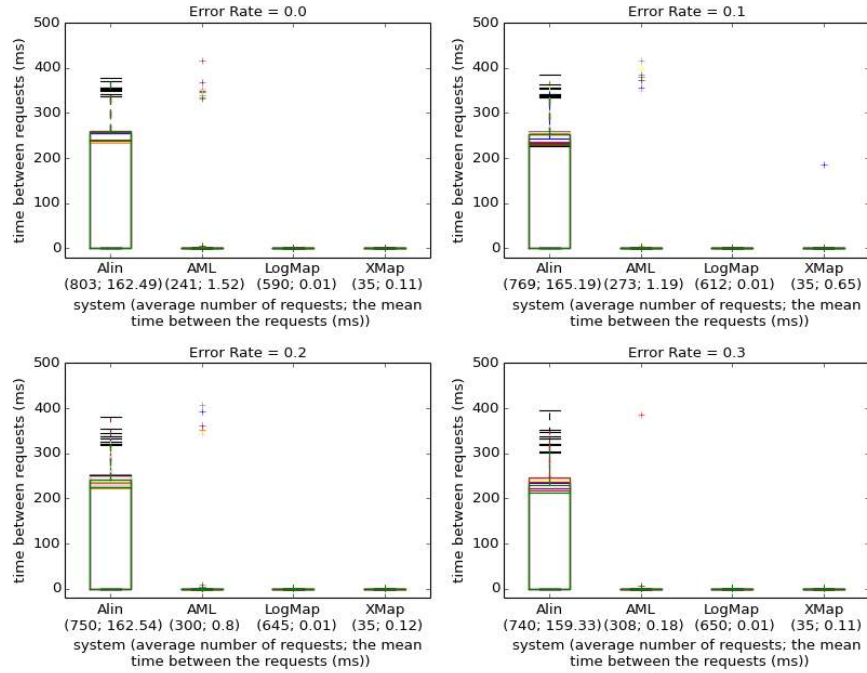 Error Rate = 0.0
500
400
300
200
100
0
time between requests (ms)
Alin
AML
LogMap
XMap
(803; 162.49)
(241; 1.52)
(590; 0.01)
(35; 0.11)
system (average number of requests; the mean
time between the requests (ms))
Error Rate = 0.1
500
400
300
200
100
0
time between requests (ms)
Alin
AML
LogMap
XMap
(769; 165.19)
(273; 1.19)
(612; 0.01)
(35; 0.65)
system (average number of requests; the mean
time between the requests (ms))
Error Rate = 0.2
500
400
300
200
100
0
time between requests (ms)
Alin
AML
LogMap
XMap
(750; 162.54)
(300; 0.8)
(645; 0.01)
(35; 0.12)
system (average number of requests; the mean
time between the requests (ms))
Error Rate = 0.3
500
400
300
200
100
0
time between requests (ms)
Alin
AML
LogMap
XMap
(740; 159.33)
(308; 0.18)
(650; 0.01)
(35; 0.11)
system (average number of requests; the mean
time between the requests (ms))